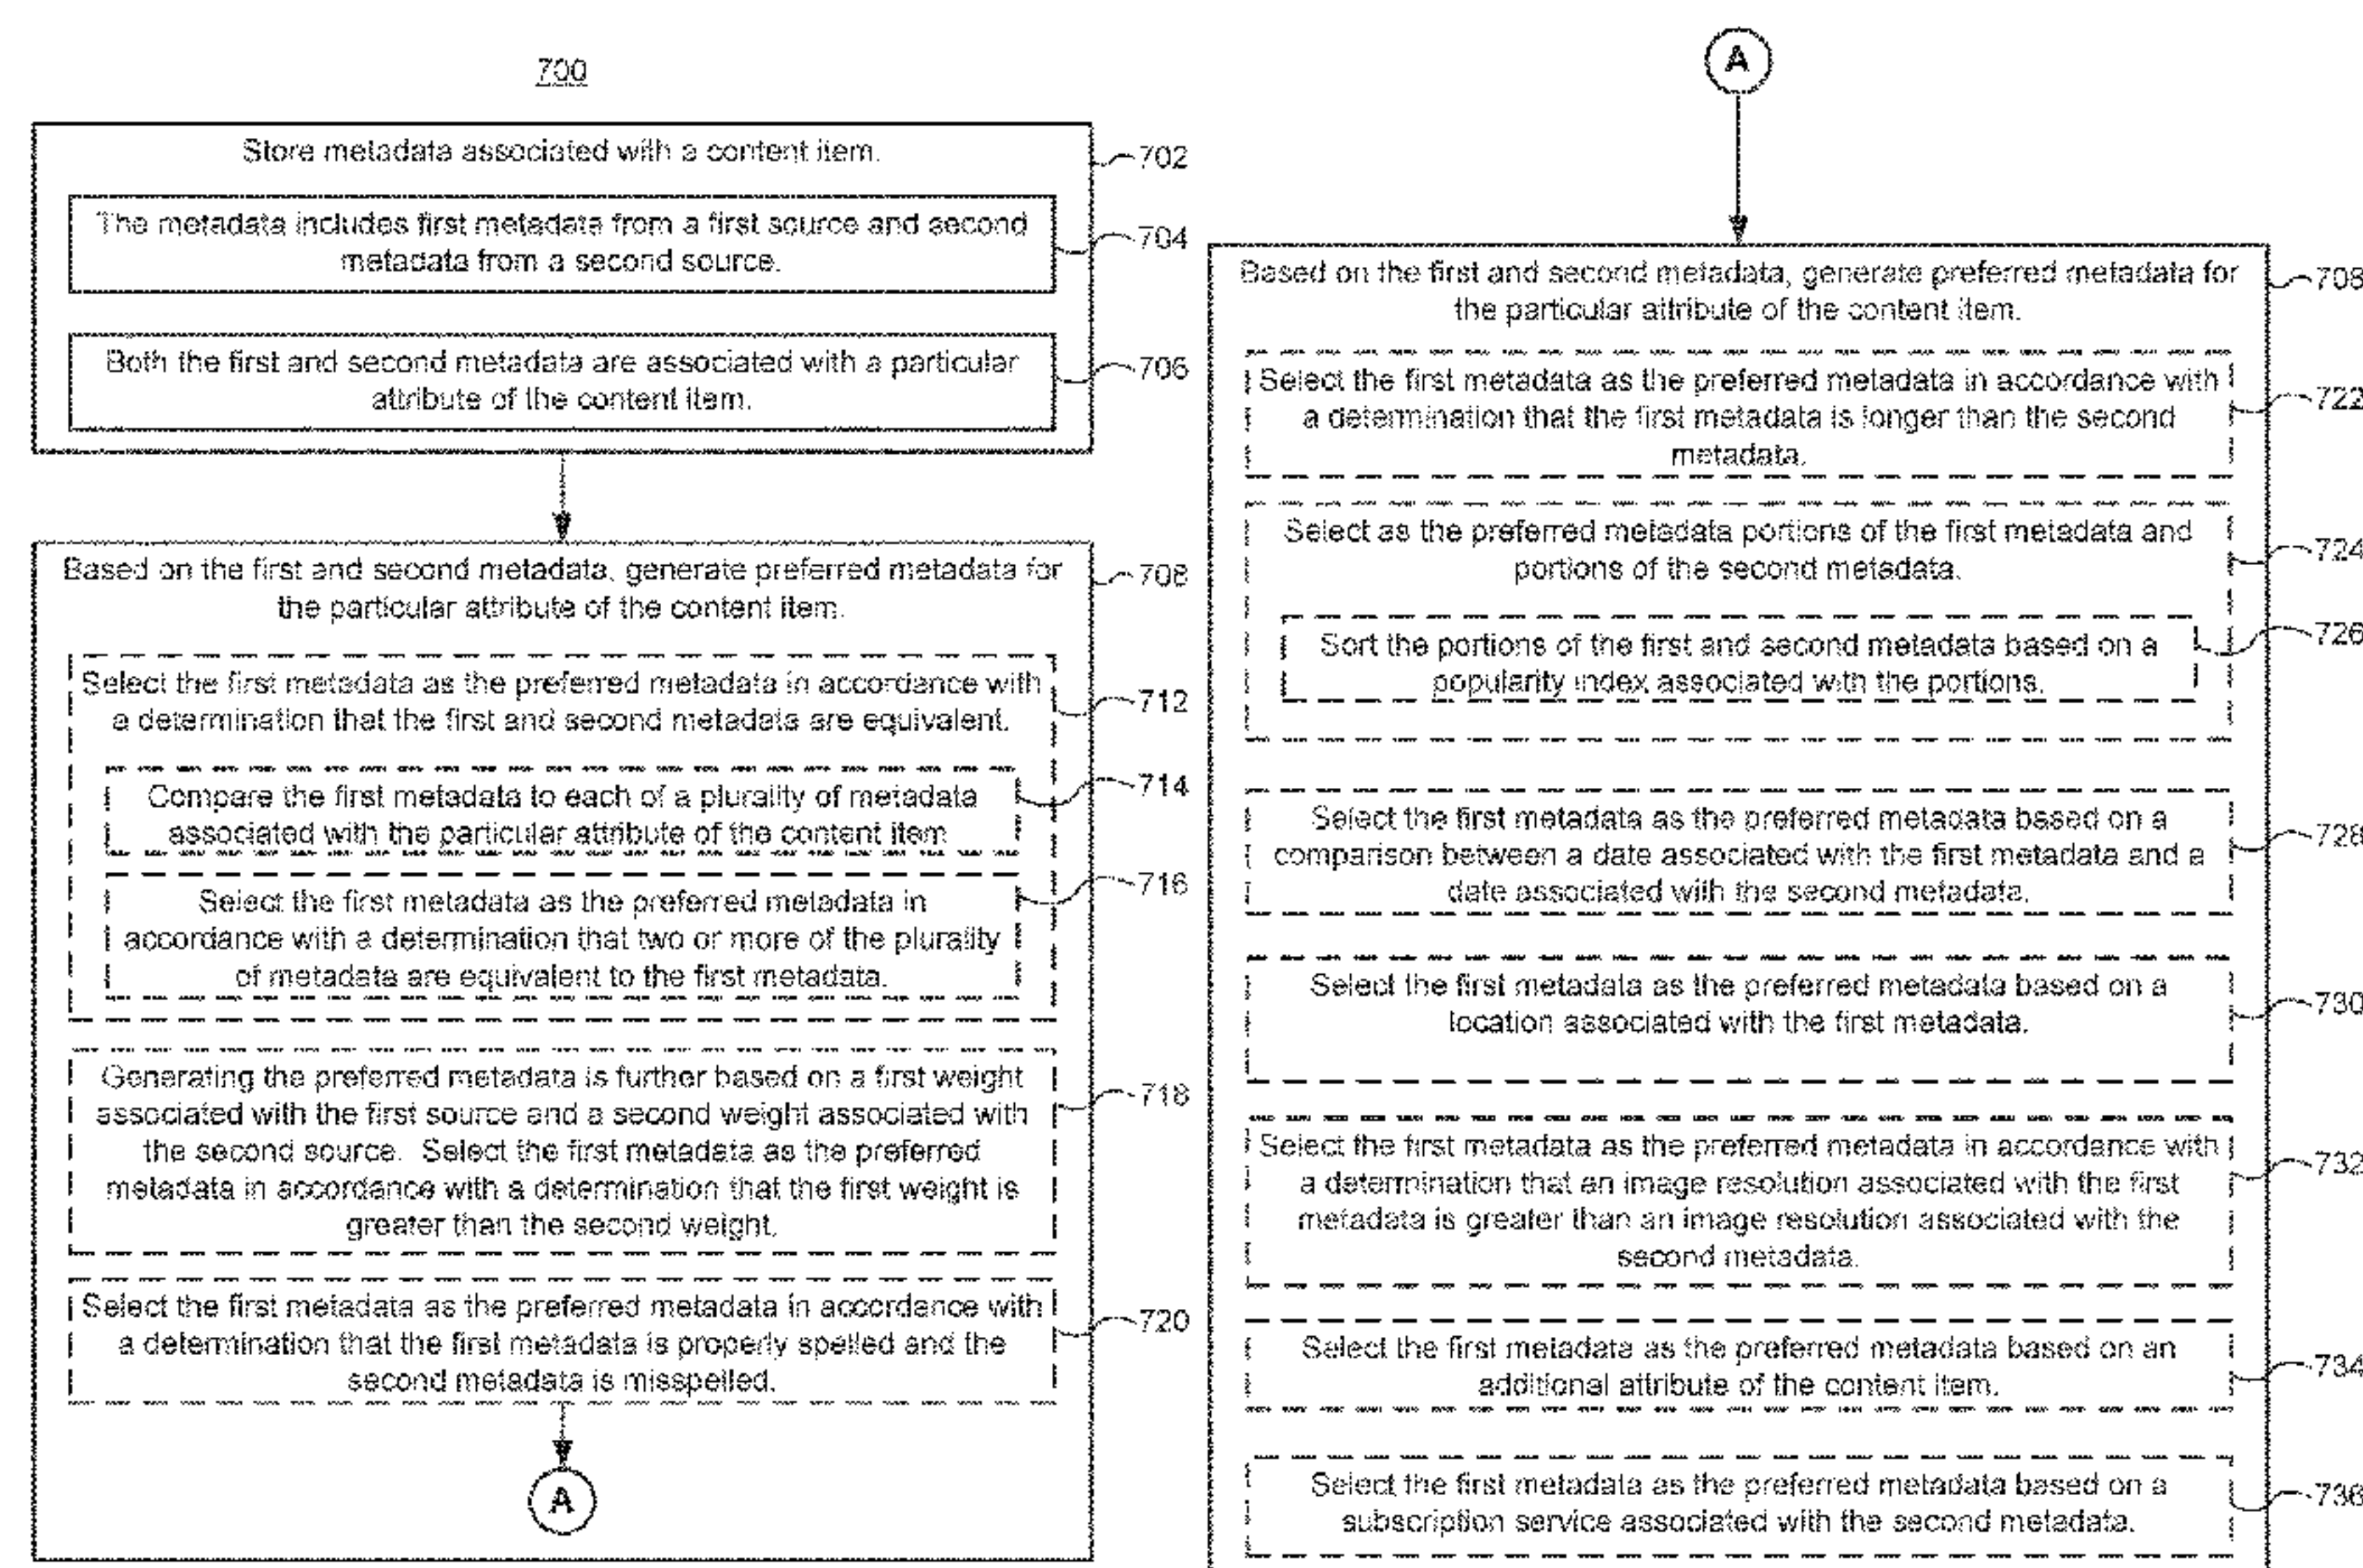 700
Store metadata associated with a content item.
702
The metadata includes first metadata from a first source and second
metadata from a second source.
704
Both the first and second metadata are associated with a particular
attribute of the content item.
706
Based on the first and second metadata, generate preferred metadata for
the particular attribute of the content item.
708
Select the first metadata as the preferred metadata in accordance with
a determination that the first and second metadata are equivalent.
712
Compare the first metadata to each of a plurality of metadata
associated with the particular attribute of the content item
714
Select the first metadata as the preferred metadata in
accordance with a determination that two or more of the plurality
of metadata are equivalent to the first metadata.
716
Generating the preferred metadata is further based on a first weight
associated with the first source and a second weight associated with
the second source. Select the first metadata as the preferred
metadata in accordance with a determination that the first weight is
greater than the second weight.
718
Select the first metadata as the preferred metadata in accordance with
a determination that the first metadata is properly spelled and the
second metadata is misspelled.
720
A
A
Based on the first and second metadata, generate preferred metadata for
the particular attribute of the content item.
708
Select the first metadata as the preferred metadata in accordance with
a determination that the first metadata is longer than the second
metadata.
722
Select as the preferred metadata portions of the first metadata and
portions of the second metadata.
724
Sort the portions of the first and second metadata based on a
popularity index associated with the portions.
726
Select the first metadata as the preferred metadata based on a
comparison between a date associated with the first metadata and a
date associated with the second metadata.
728
Select the first metadata as the preferred metadata based on a
location associated with the first metadata.
730
Select the first metadata as the preferred metadata in accordance with
a determination that an image resolution associated with the first
metadata is greater than an image resolution associated with the
second metadata.
732
Select the first metadata as the preferred metadata based on an
additional attribute of the content item.
734
Select the first metadata as the preferred metadata based on a
subscription service associated with the second metadata.
736